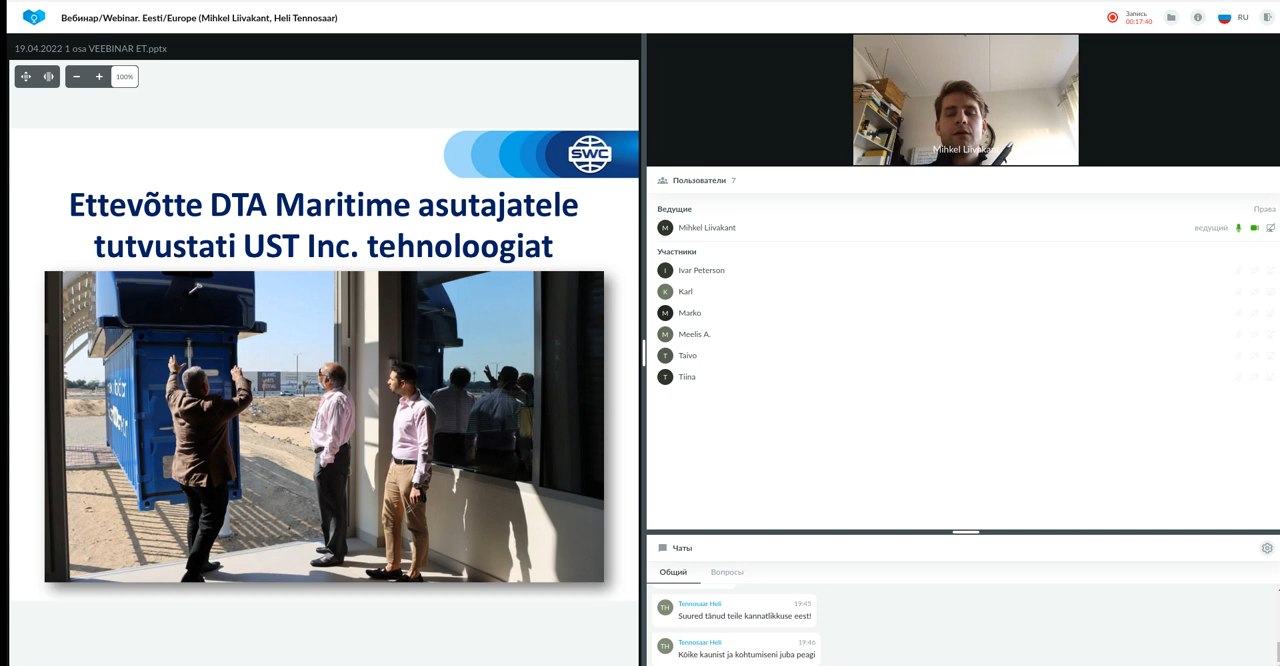 Вебинар/Webinar. Eesti/Europe (Mihkel Liivakant, Heli Tennosaar)
Запись
00:17:40
RU
19.04.2022 1 osa VEEBINAR ET.pptx
100%
SWC
Ettevõtte DTA Maritime asutajatele
tutvustati UST Inc. tehnoloogiat
Mihkel Liivakant
Пользователи 7
Ведущие
Права
M Mihkel Liivakant
ведущий
Участники
I Ivar Peterson
K Karl
M Marko
M Meelis A.
T Taivo
T Tiina
Чаты
Общий Вопросы
TH Tennosaar Heli 19:45
Suured tänud teile kannatlikkuse eest!
TH Tennosaar Heli 19:46
Kõike kaunist ja kohtumiseni juba peagi